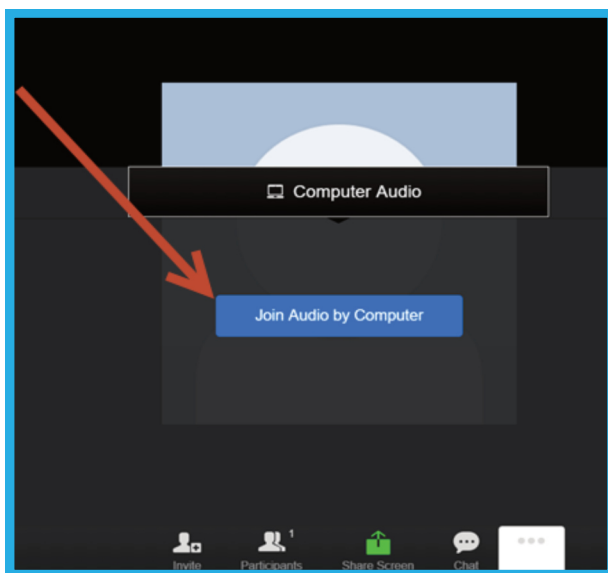 Computer Audio
Join Audio by Computer
1
Invite
Participants
Share Screen
Chat